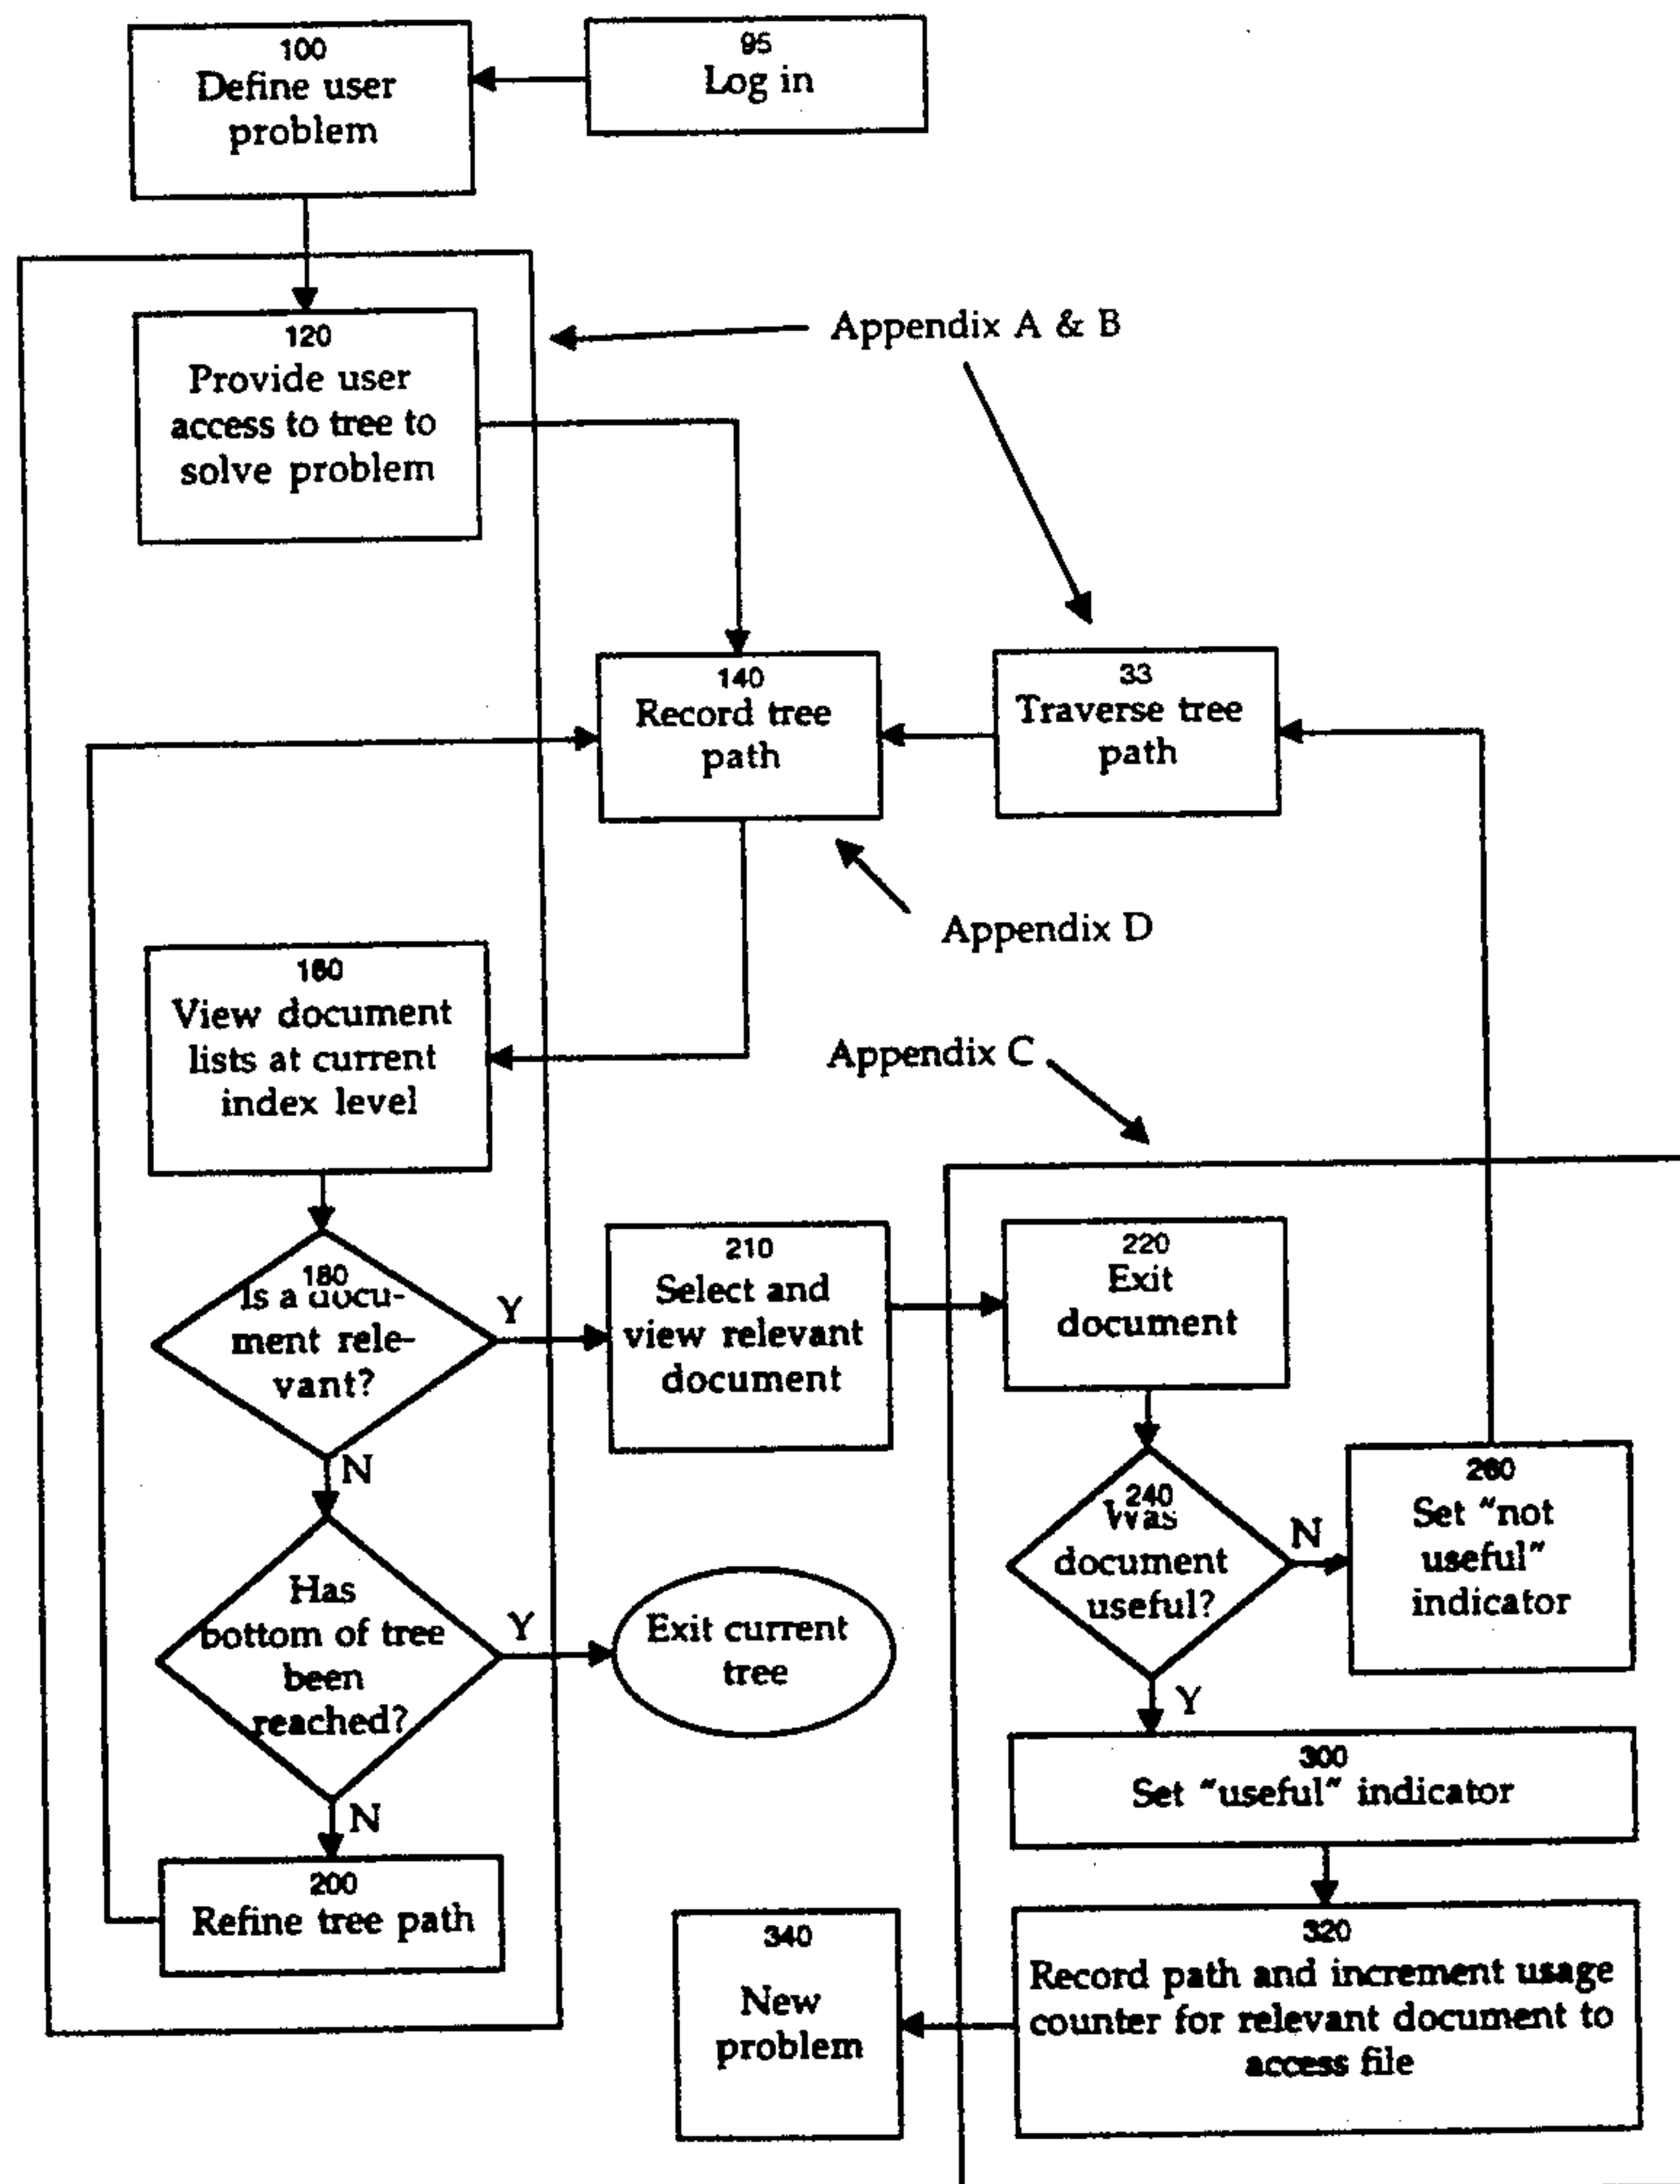 100
Define user
problem
95
Log in
120
Provide user
access to tree to
solve problem
Appendix A & B
140
Record tree
path
33
Traverse tree
path
Appendix D
160
View document
lists at current
index level
Appendix C
180
Is a docu-
ment rele-
vant?
Y
N
210
Select and
view relevant
document
220
Exit
document
240
Was
document
useful?
N
Y
260
Set "not
useful"
indicator
Has
bottom of tree
been
reached?
Y
N
Exit current
tree
300
Set "useful" indicator
200
Refine tree path
340
New
problem
320
Record path and increment usage
counter for relevant document to
access file